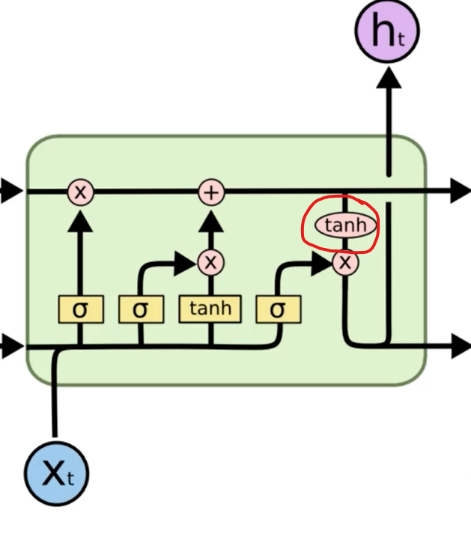 ht
x +
tanh
x x
σ σ tanh σ
Xt